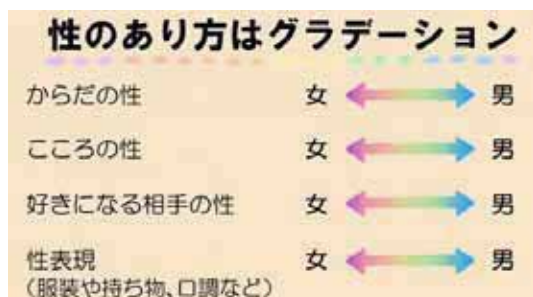 性のあり方はグラデーション
からだの性 女 男
こころの性 女 男
好きになる相手の性 女 男
性表現 女 男
(服装や持ち物、口調など)